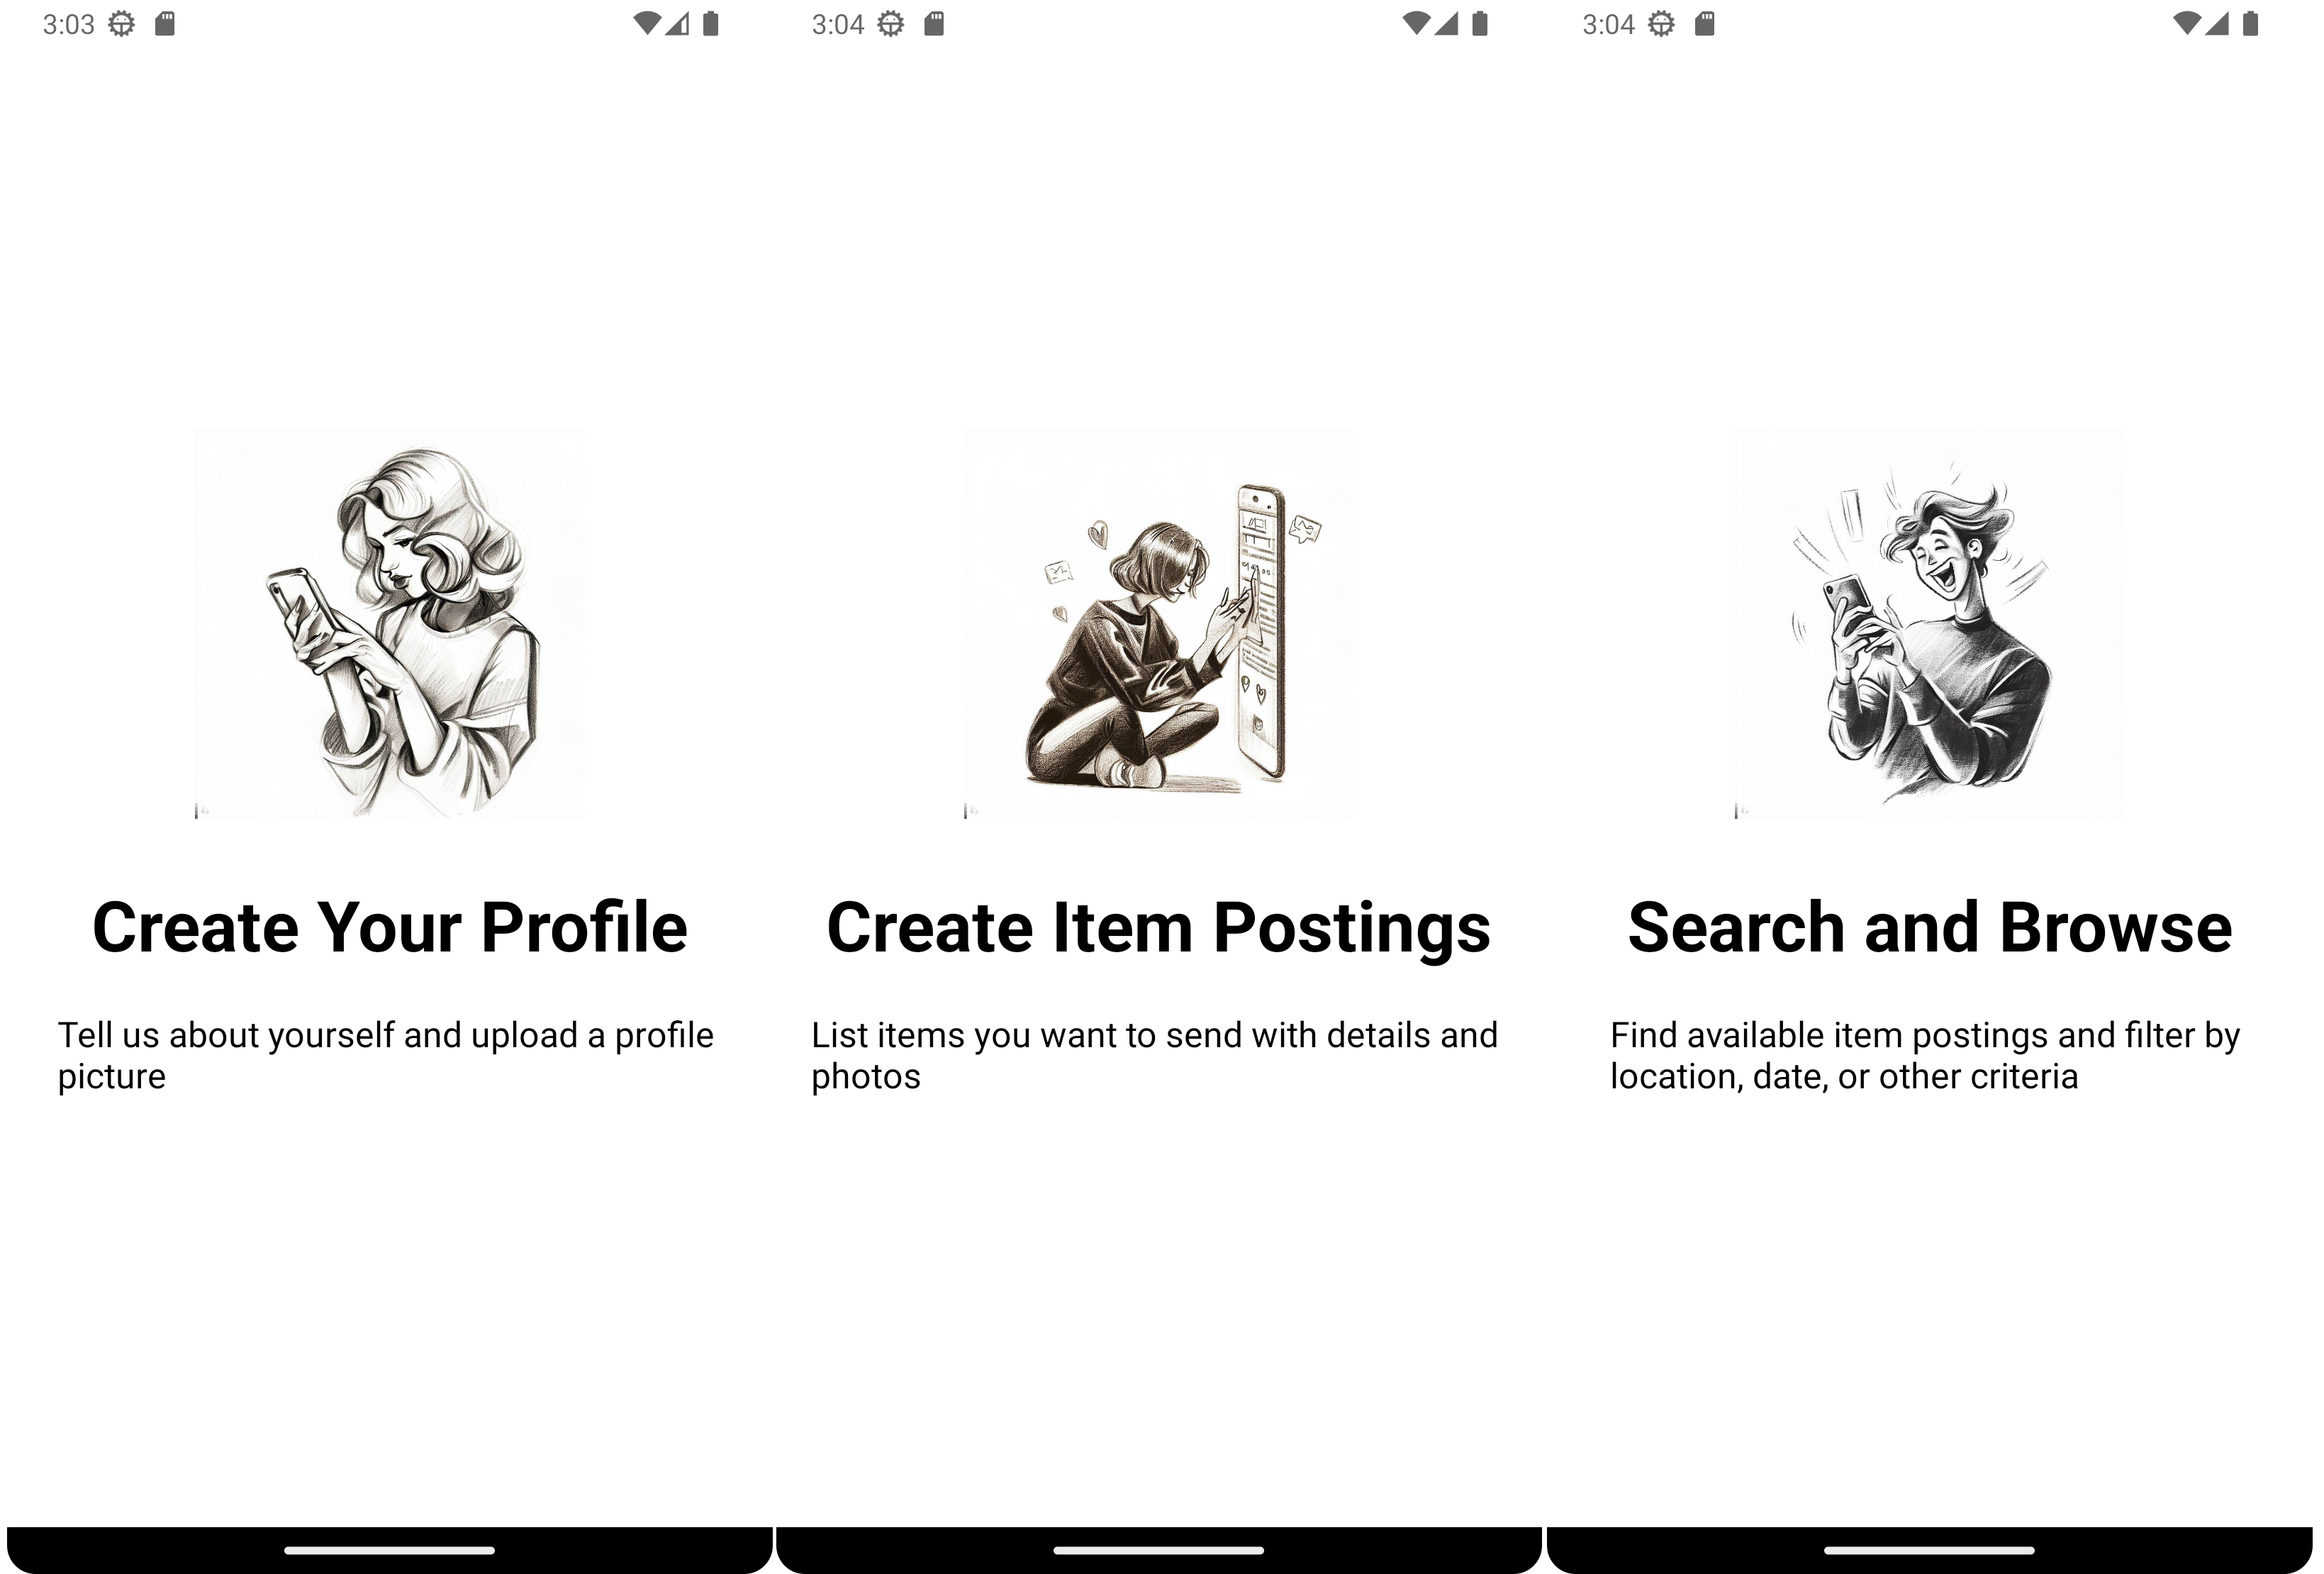 3:03
Create Your Profile
Tell us about yourself and upload a profile
picture
3:04
Create Item Postings
List items you want to send with details and
photos
3:04
Search and Browse
Find available item postings and filter by
location, date, or other criteria